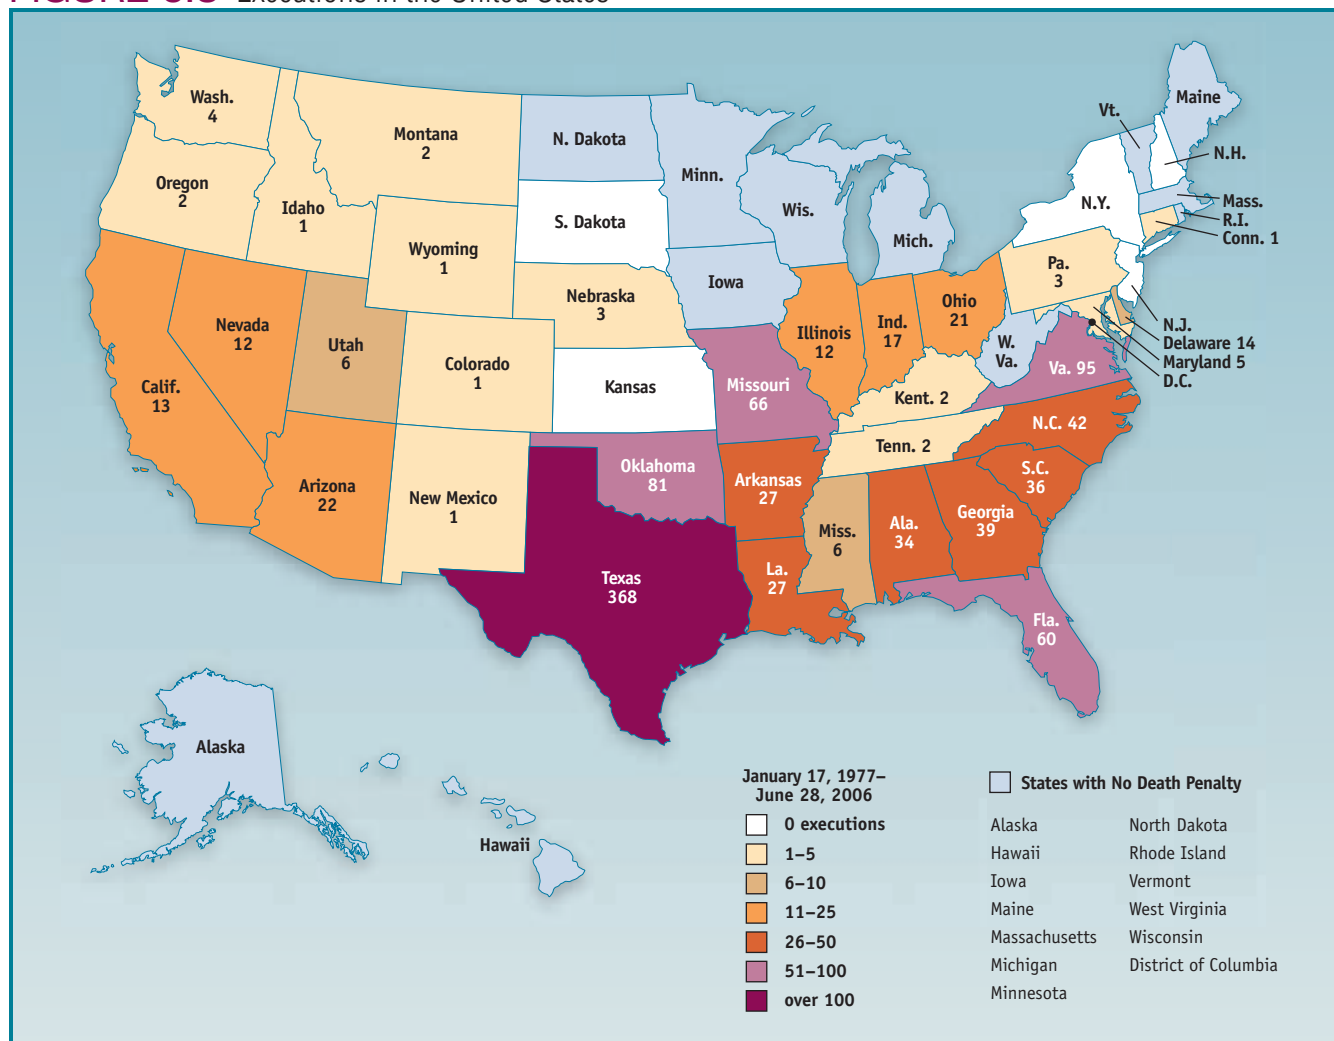 FIGURE Executions in the United States
Wash.
4
Montana
2
N. Dakota
Minn.
Vt.
Maine
N.H.
Oregon
2
Idaho
1
S. Dakota
Wis.
Mich.
N.Y.
Mass.
R.I.
Conn. 1
Wyoming
1
Nebraska
3
Iowa
Pa.
3
Nevada
12
Utah
6
Colorado
1
Illinois
12
Ind.
17
Ohio
21
N.J.
Delaware 14
Maryland 5
D.C.
W.
Va.
Va. 95
Calif.
13
Kansas
Missouri
66
Kent. 2
N.C. 42
Tenn. 2
Arizona
22
New Mexico
1
Oklahoma
81
Arkansas
27
S.C.
36
Miss.
6
Ala.
34
Georgia
39
Texas
368
La.
27
Fla.
60
Alaska
Hawaii
January 17, 1977–
June 28, 2006
0 executions
1–5
6–10
11–25
26–50
51–100
over 100
States with No Death Penalty
Alaska
Hawaii
Iowa
Maine
Massachusetts
Michigan
Minnesota
North Dakota
Rhode Island
Vermont
West Virginia
Wisconsin
District of Columbia